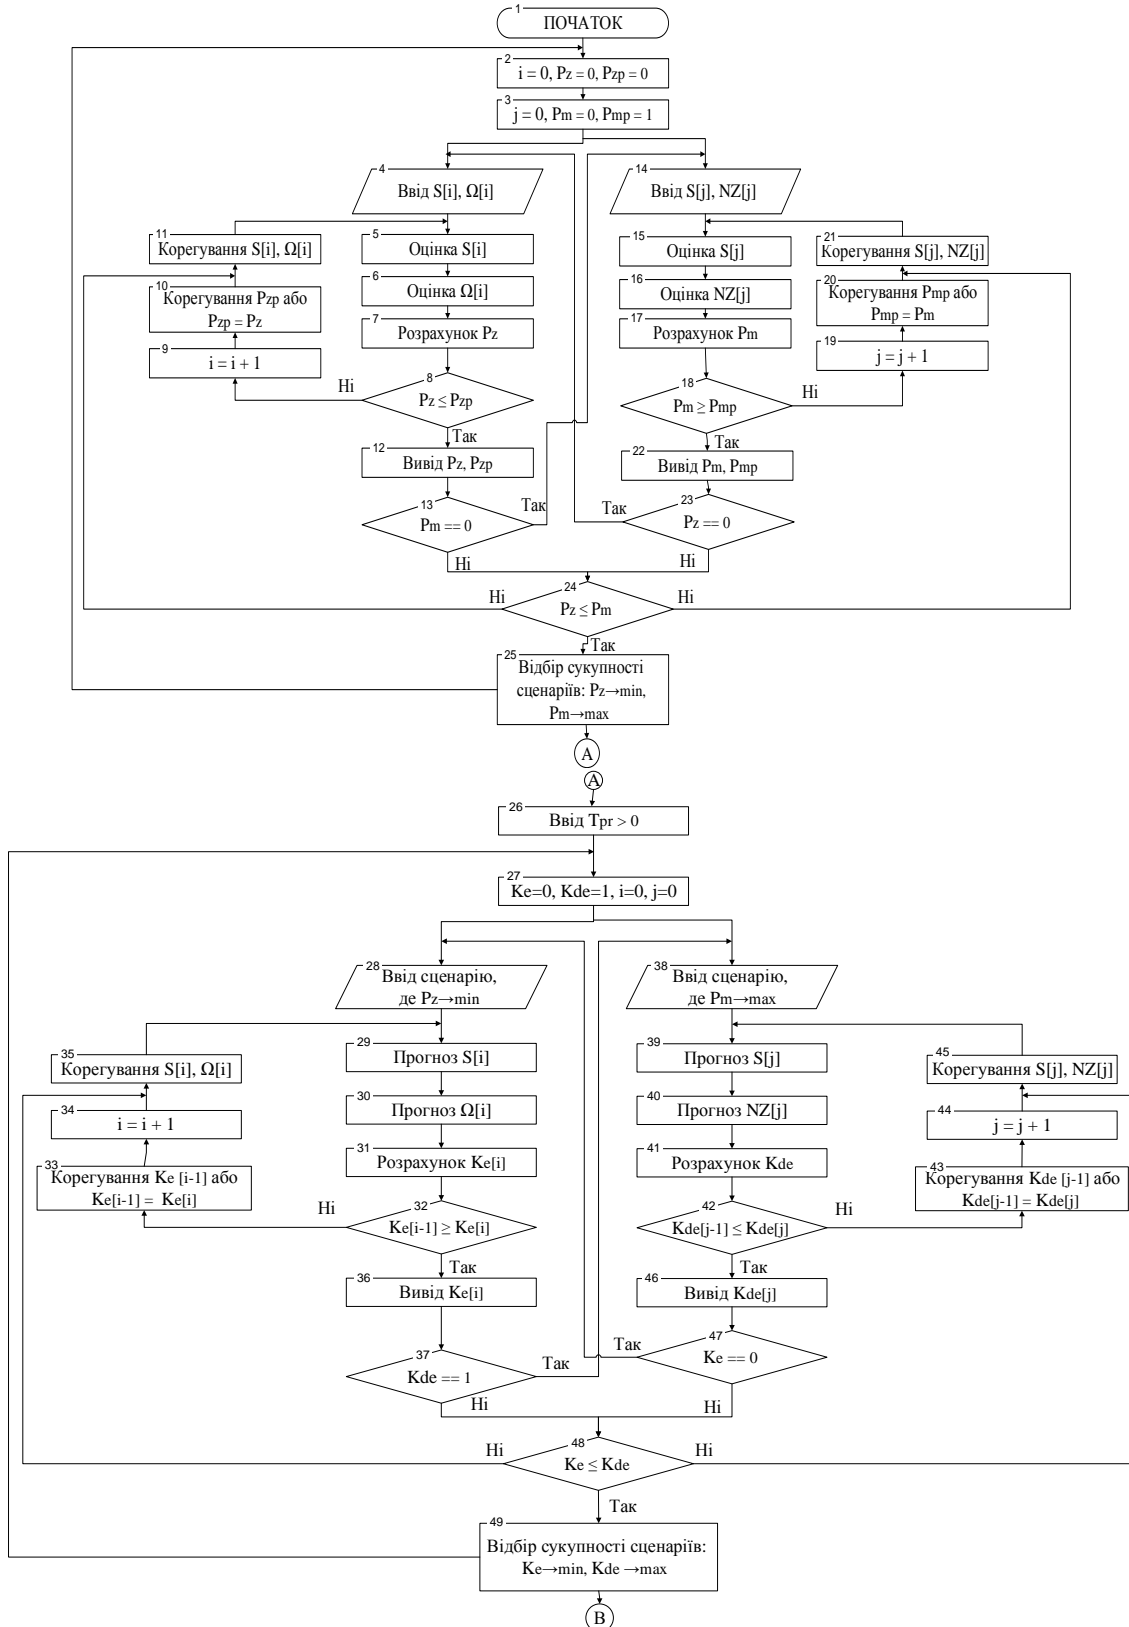 1
ПОЧАТОК
2
i = 0, Pz = 0, Pzp = 0
3
j = 0, Pm = 0, Pmp = 1
4
Ввід S[i], Ω[i]
14
Ввід S[j], NZ[j]
11
Корегування S[i], Ω[i]
5
Оцінка S[i]
15
Оцінка S[j]
21
Корегування S[j], NZ[j]
10
Корегування Pzp або
Pzp = Pz
6
Оцінка Ω[i]
16
Оцінка NZ[j]
20
Корегування Pmp або
Pmp = Pm
9
i = i + 1
7
Розрахунок Pz
17
Розрахунок Pm
19
j = j + 1
Ні
8
Pz ≤ Pzp
18
Pm ≥ Pmp
Ні
Так
Так
12
Вивід Pz, Pzp
22
Вивід Pm, Pmp
13
Pm == 0
Так
Так
23
Pz == 0
Ні
Ні
Ні
24
Pz ≤ Pm
Ні
Так
25
Відбір сукупності
сценаріїв: Pz→min,
Pm→max
A
A
26
Ввід Tpr > 0
27
Ke=0, Kde=1, i=0, j=0
28
Ввід сценарію,
де Pz→min
38
Ввід сценарію,
де Pm→max
35
Корегування S[i], Ω[i]
29
Прогноз S[i]
39
Прогноз S[j]
45
Корегування S[j], NZ[j]
34
i = i + 1
30
Прогноз Ω[i]
40
Прогноз NZ[j]
44
j = j + 1
33
Корегування Ke [i-1] або
Ke[i-1] = Ke[i]
31
Розрахунок Ke[i]
41
Розрахунок Kde
43
Корегування Kde [j-1] або
Kde[j-1] = Kde[j]
Ні
32
Ke[i-1] ≥ Ke[i]
42
Kde[j-1] ≤ Kde[j]
Ні
Так
Так
36
Вивід Ke[i]
46
Вивід Kde[j]
37
Kde == 1
Так
Так
47
Ke == 0
Ні
Ні
Ні
48
Ke ≤ Kde
Ні
Так
49
Відбір сукупності сценаріїв:
Ke→min, Kde →max
B